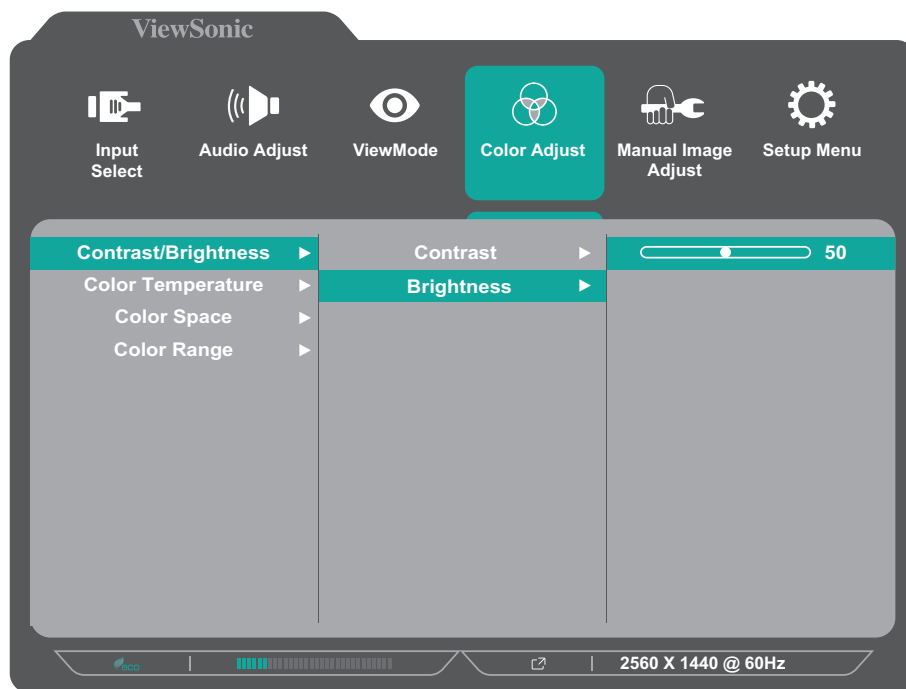 ViewSonic
Input
Select
Audio Adjust
ViewMode
Color Adjust
Manual Image
Adjust
Setup Menu
Contrast/Brightness
Color Temperature
Color Space
Color Range
Contrast
Brightness
50
eco
2560 X 1440 @ 60Hz